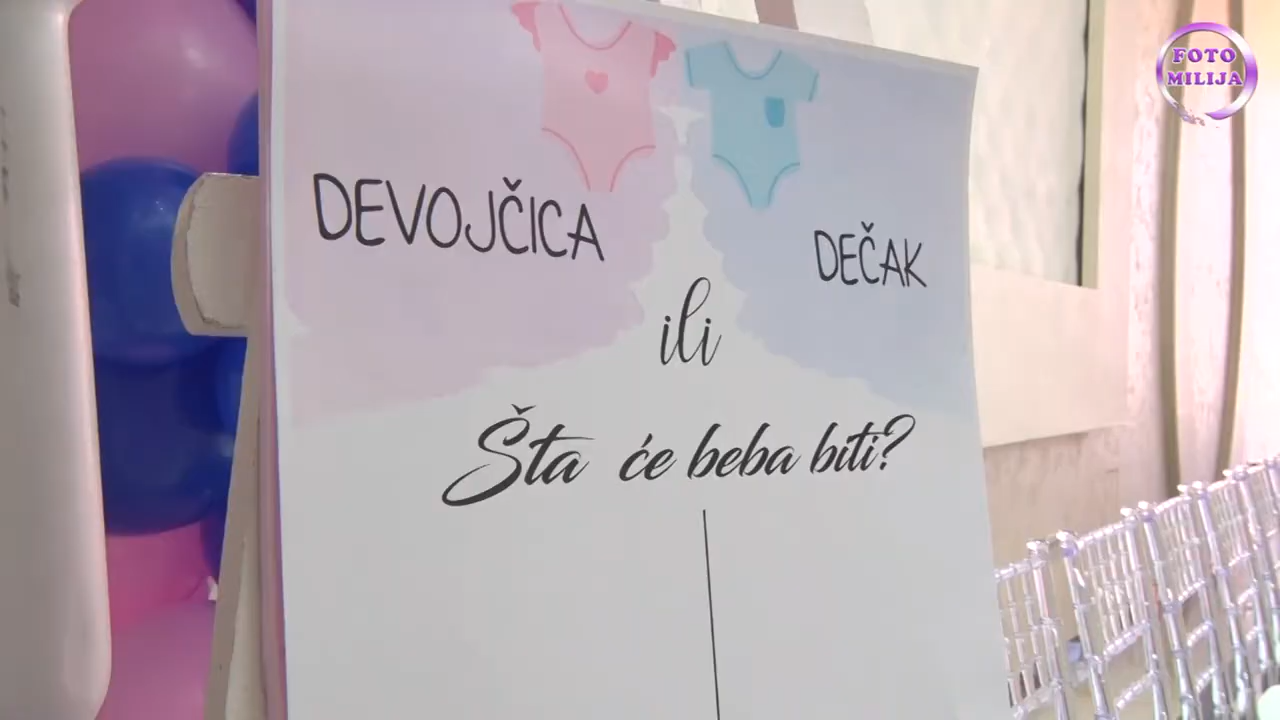 FOTO
MILIJA
DEVOJČICA
DEČAK
ili
Šta će beba biti?